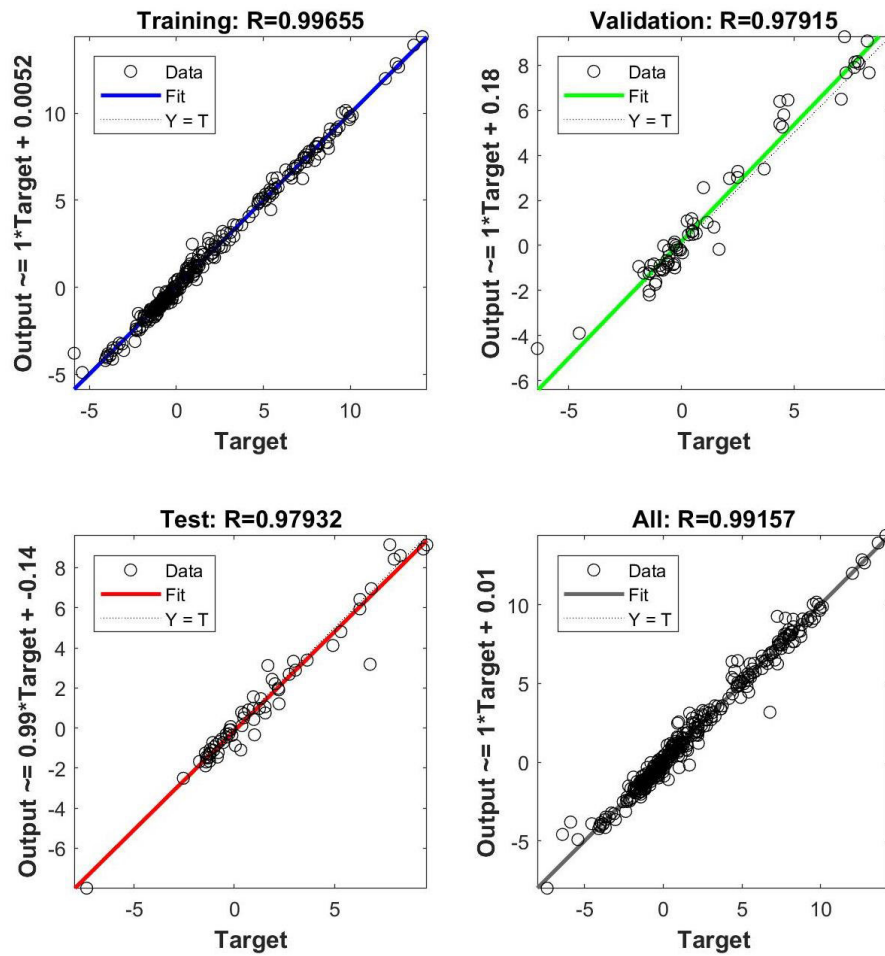 Training: R=0.99655
Output ~= 1*Target + 0.0052
10
5
0
-5
-5
0
5
10
Target
Data
Fit
Y = T
Validation: R=0.97915
Output ~= 1*Target + 0.18
8
6
4
2
0
-2
-4
-6
-5
0
5
Target
Data
Fit
Y = T
Test: R=0.97932
Output ~= 0.99*Target + -0.14
8
6
4
2
0
-2
-4
-6
-5
0
5
Target
Data
Fit
Y = T
All: R=0.99157
Output ~= 1*Target + 0.01
10
5
0
-5
-5
0
5
10
Target
Data
Fit
Y = T